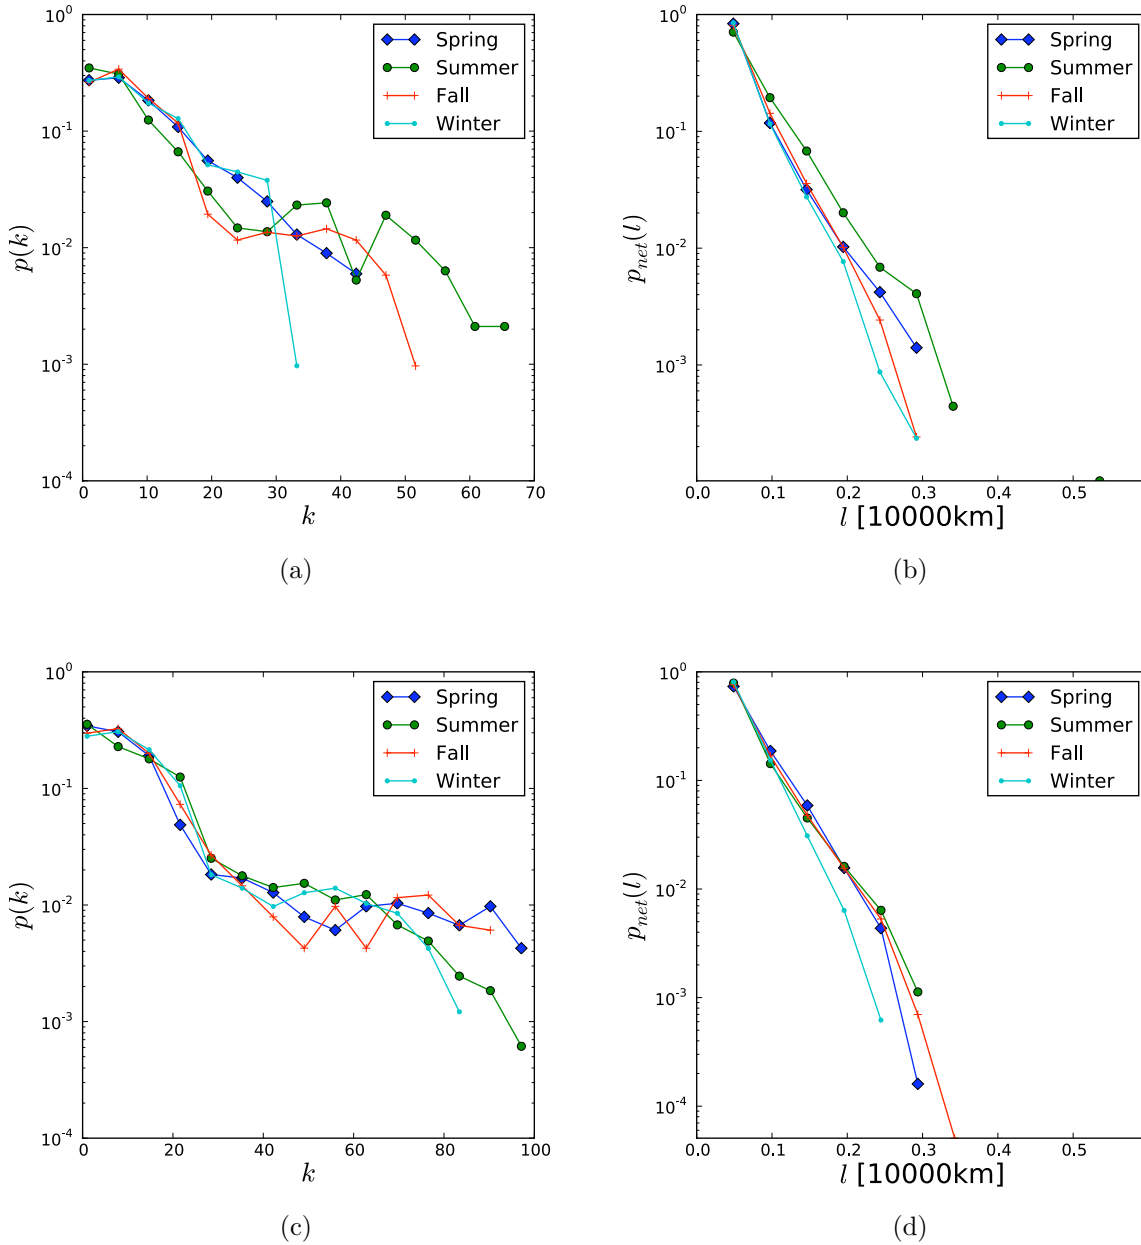 10^0
10^-1
10^-2
10^-3
10^-4
p(k)
0 10 20 30 40 50 60 70
k
Spring
Summer
Fall
Winter
(a)
10^0
10^-1
10^-2
10^-3
10^-4
p_net(l)
0.0 0.1 0.2 0.3 0.4 0.5
l [10000km]
Spring
Summer
Fall
Winter
(b)
10^0
10^-1
10^-2
10^-3
10^-4
p(k)
0 20 40 60 80 100
k
Spring
Summer
Fall
Winter
(c)
10^0
10^-1
10^-2
10^-3
10^-4
p_net(l)
0.0 0.1 0.2 0.3 0.4 0.5
l [10000km]
Spring
Summer
Fall
Winter
(d)